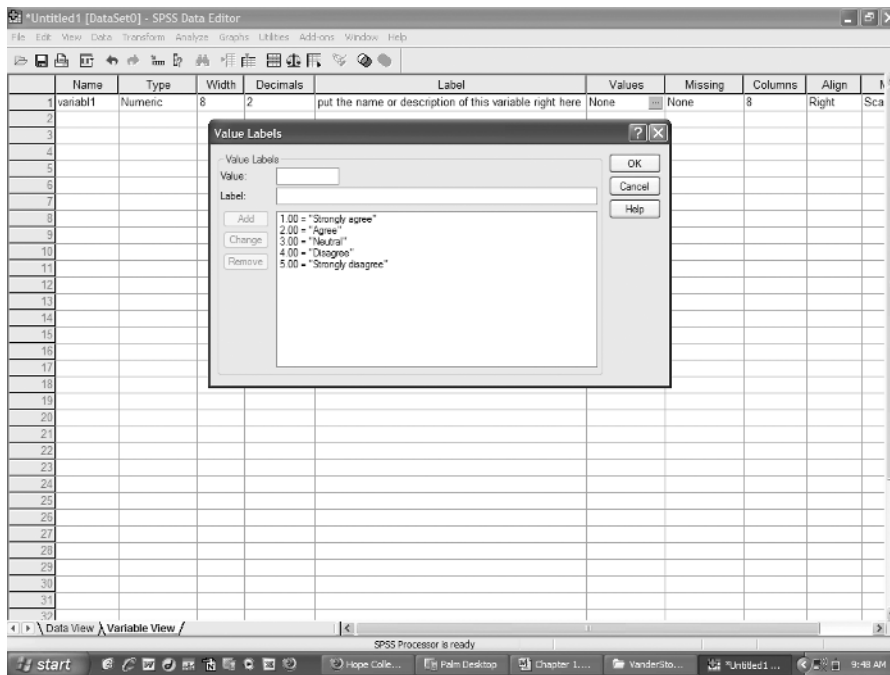 *Untitled1 [DataSet0] - SPSS Data Editor
File Edit View Data Transform Analyze Graphs Utilities Add-ons Window Help
Name Type Width Decimals Label Values Missing Columns Align
1 variabl1 Numeric 8 2 put the name or description of this variable right here None ... None 8 Right Sca
2
3
4
5
6
7
8
9
10
11
12
13
14
15
16
17
18
19
20
21
22
23
24
25
26
27
28
29
30
31
32
Value Labels
Value Labels
Value:
Label:
Add
Change
Remove
1.00 = "Strongly agree"
2.00 = "Agree"
3.00 = "Neutral"
4.00 = "Disagree"
5.00 = "Strongly disagree"
OK
Cancel
Help
Data View Variable View
SPSS Processor is ready
start Hope Colle... Palm Desktop Chapter 1.... VanderSto... *Untitled1 ... 9:48 AM